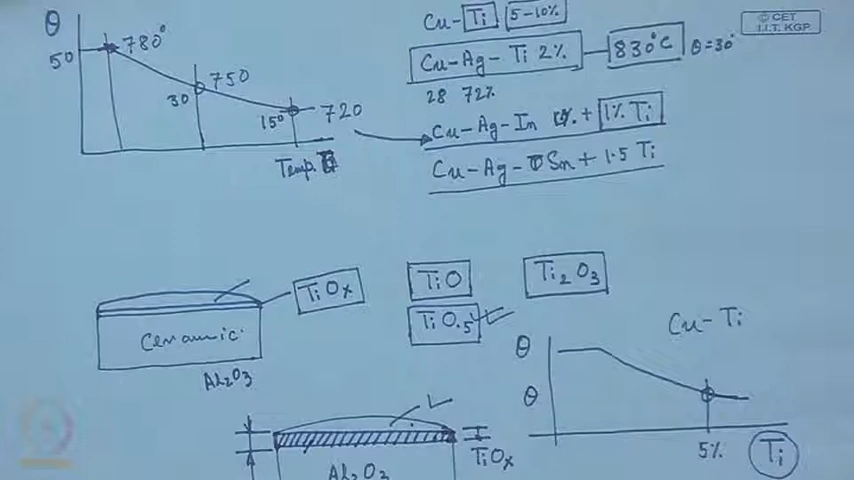 θ
50
780°
30
750
15°
720
Temp.
Cu-Ti 5-10%
Cu-Ag-Ti 2% 830°C θ=30°
28 72%
Cu-Ag-In + 1% Ti
Cu-Ag-Sn + 1.5 Ti
© CET
I.I.T. KGP
TiOx
Ceramic
Al2O3
TiO
Ti2O3
TiO.5
Cu-Ti
θ
θ
5%
Ti
TiOx
Al2O3